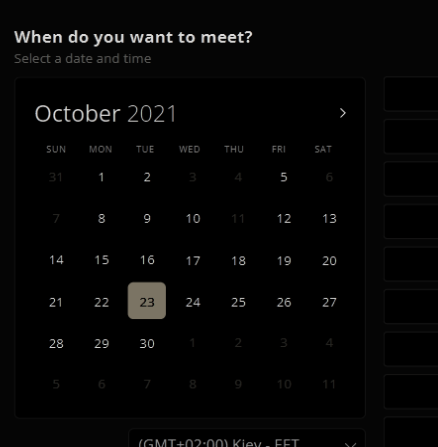 When do you want to meet?
Select a date and time
October 2021 >
SUN MON TUE WED THU FRI SAT
31 1 2 3 4 5 6
7 8 9 10 11 12 13
14 15 16 17 18 19 20
21 22 23 24 25 26 27
28 29 30 1 2 3 4
5 6 7 8 9 10 11
(GMT+02:00) Kiev - EET